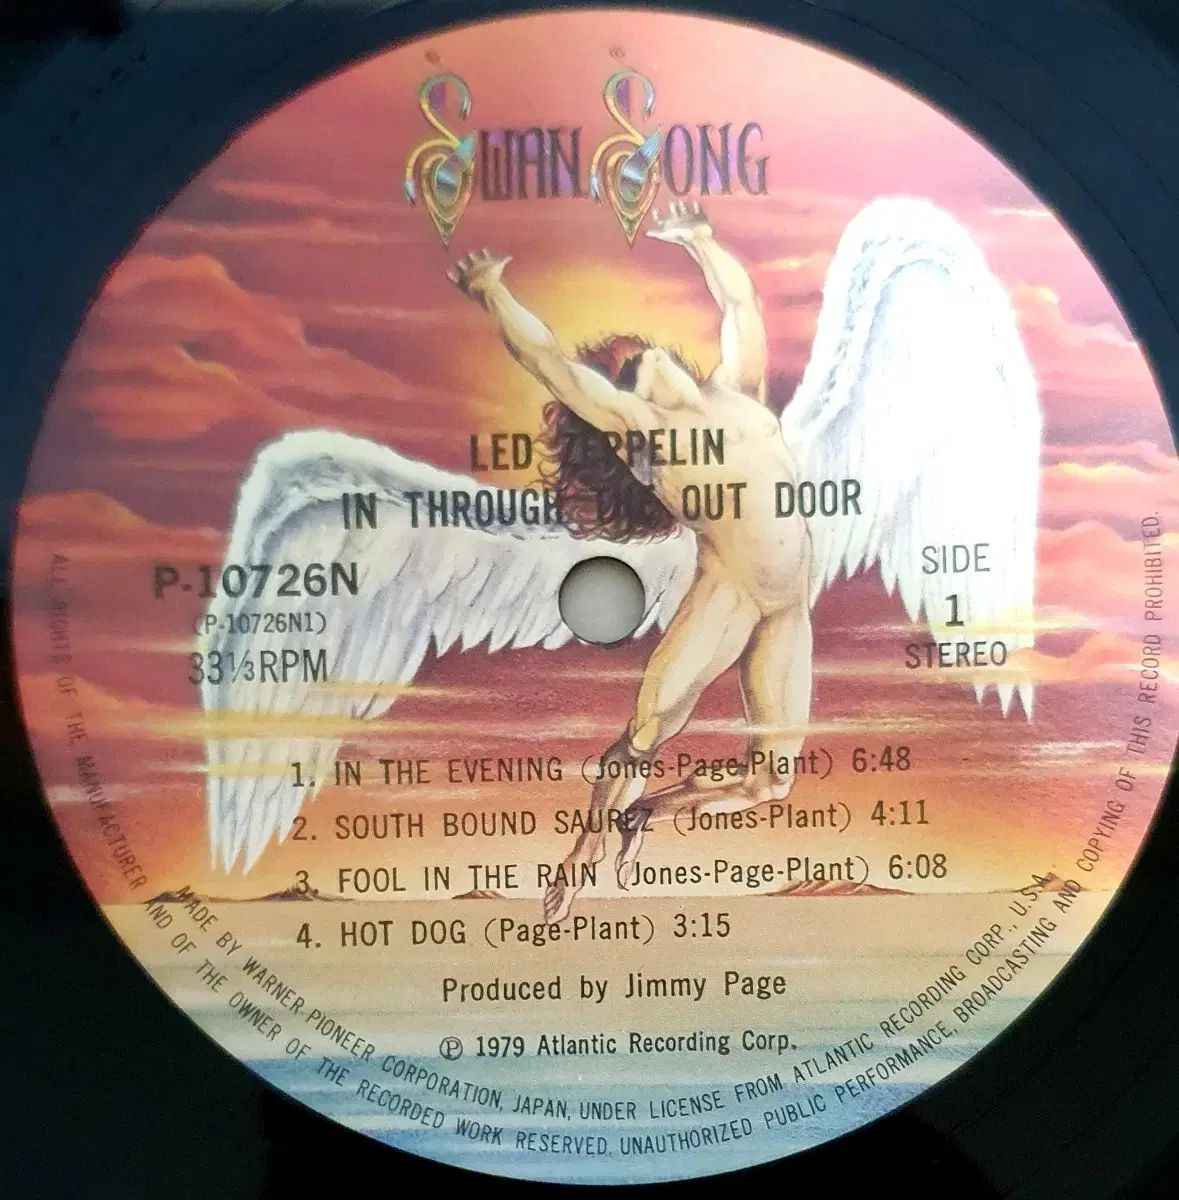 SWAN SONG
LED ZEPPELIN
IN THROUGH THE OUT DOOR
P-10726N
(P-10726N1)
33⅓RPM
SIDE
1
STEREO
1. IN THE EVENING (Jones-Page-Plant) 6:48
2. SOUTH BOUND SAUREZ (Jones-Plant) 4:11
3. FOOL IN THE RAIN (Jones-Page-Plant) 6:08
4. HOT DOG (Page-Plant) 3:15
Produced by Jimmy Page
℗ 1979 Atlantic Recording Corp.
MADE BY WARNER-PIONEER CORPORATION, JAPAN, UNDER LICENSE FROM ATLANTIC RECORDING CORP., U.S.A.
ALL RIGHTS OF THE MANUFACTURER AND OF THE OWNER OF THE RECORDED WORK RESERVED. UNAUTHORIZED PUBLIC PERFORMANCE, BROADCASTING AND COPYING OF THIS RECORD PROHIBITED.